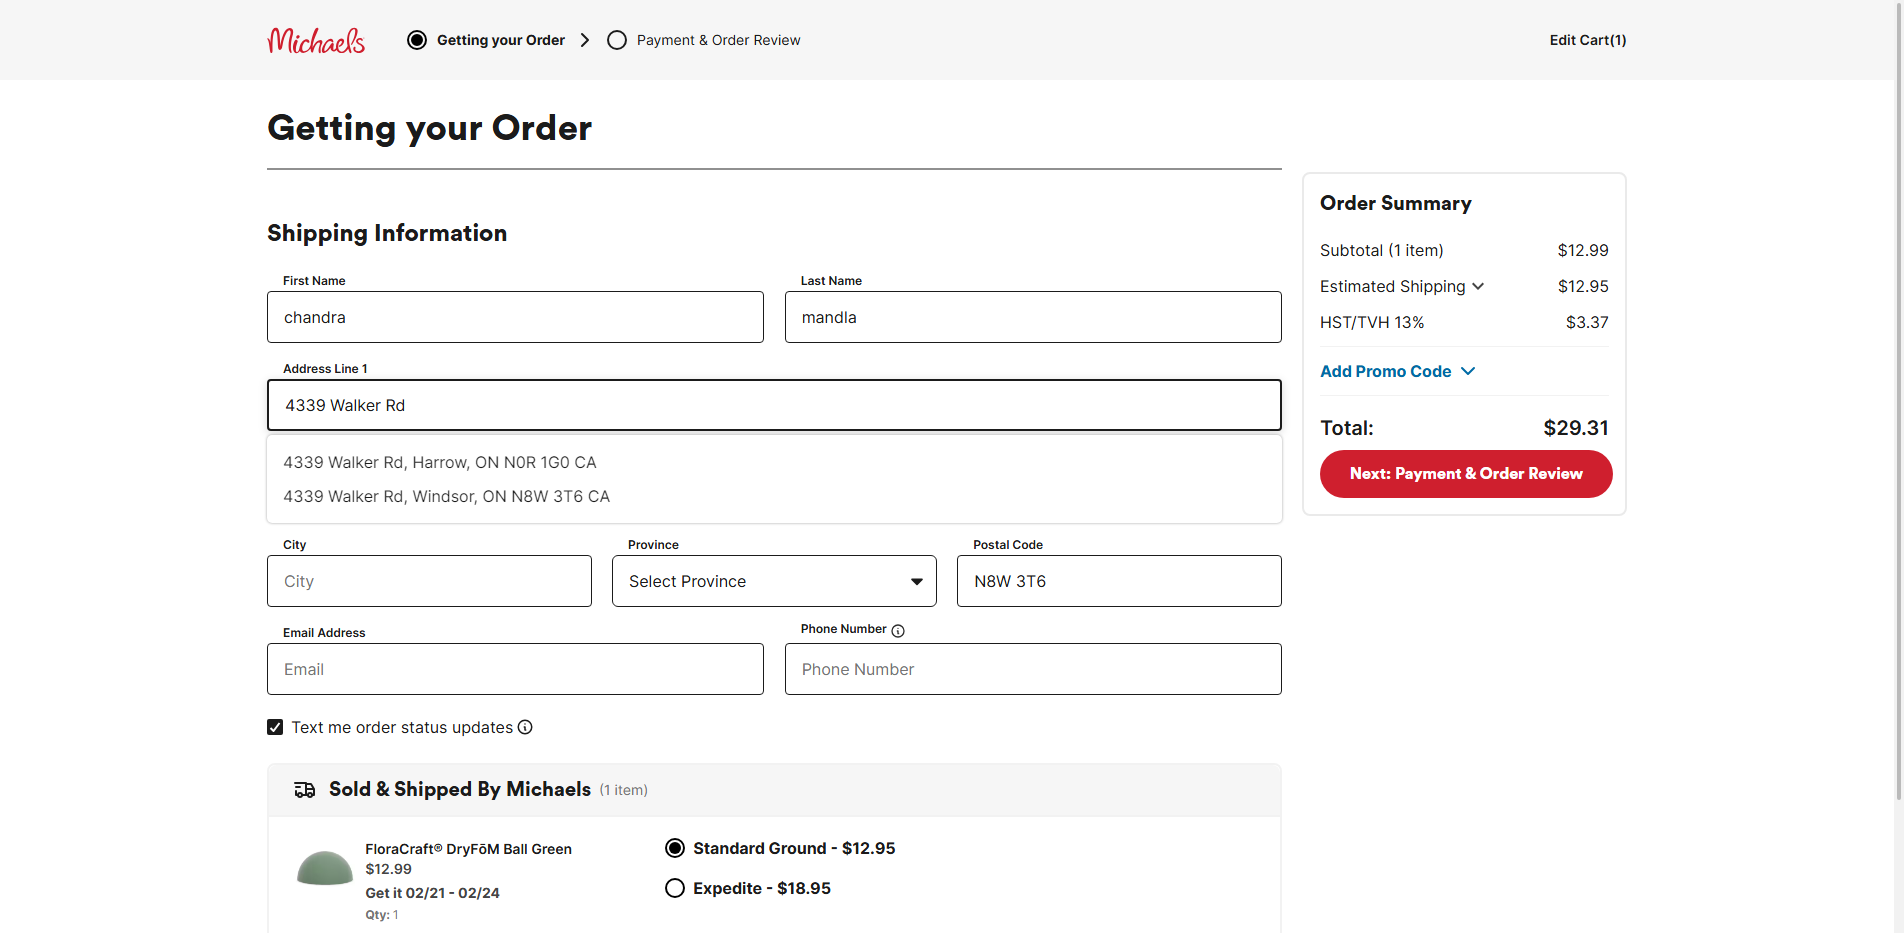 Michaels
Getting your Order
Payment & Order Review
Edit Cart(1)
Getting your Order
Shipping Information
First Name
Last Name
chandra
mandla
Address Line 1
4339 Walker Rd
4339 Walker Rd, Harrow, ON N0R 1G0 CA
4339 Walker Rd, Windsor, ON N8W 3T6 CA
City
Province
Postal Code
City
Select Province
N8W 3T6
Email Address
Phone Number
Email
Phone Number
Text me order status updates
Sold & Shipped By Michaels (1 item)
FloraCraft® DryFōM Ball Green
$12.99
Get it 02/21 - 02/24
Qty: 1
Standard Ground - $12.95
Expedite - $18.95
Order Summary
Subtotal (1 item) $12.99
Estimated Shipping $12.95
HST/TVH 13% $3.37
Add Promo Code
Total: $29.31
Next: Payment & Order Review